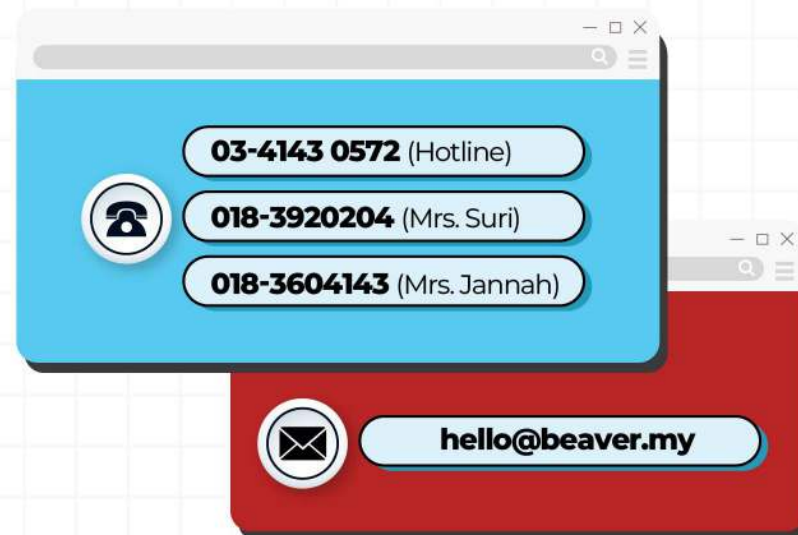 03-4143 0572 (Hotline)
018-3920204 (Mrs. Suri)
018-3604143 (Mrs. Jannah)
hello@beaver.my